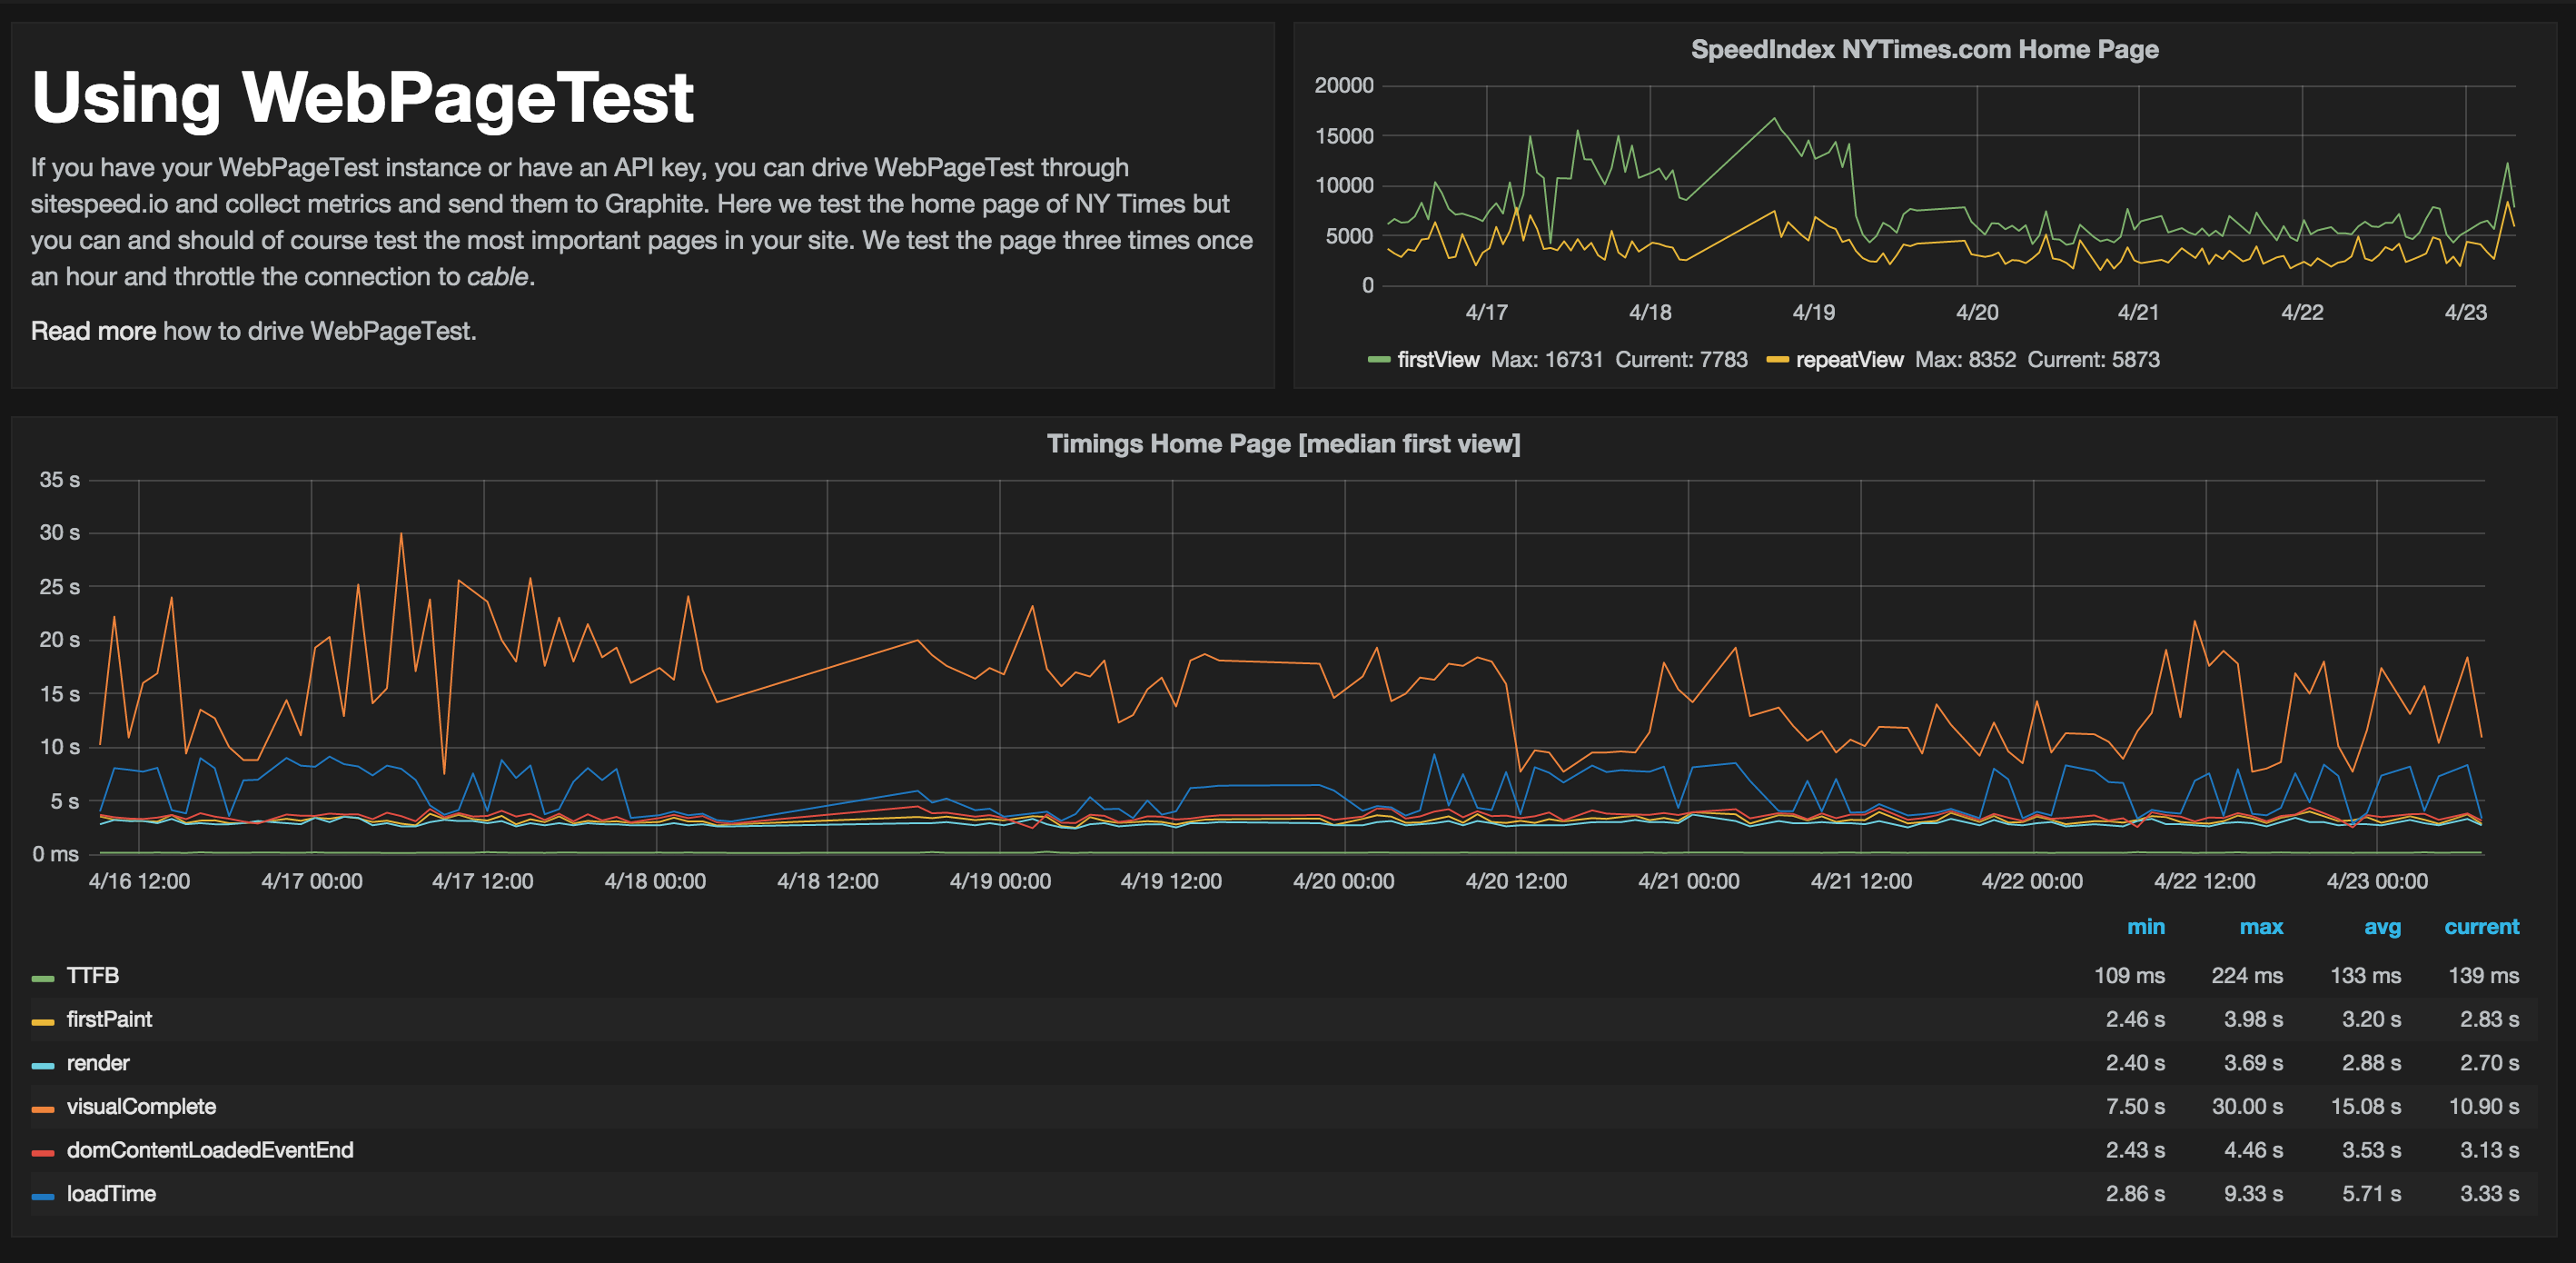 Using WebPageTest
If you have your WebPageTest instance or have an API key, you can drive WebPageTest through
sitespeed.io and collect metrics and send them to Graphite. Here we test the home page of NY Times but
you can and should of course test the most important pages in your site. We test the page three times once
an hour and throttle the connection to cable.
Read more how to drive WebPageTest.
SpeedIndex NYTimes.com Home Page
20000
15000
10000
5000
0
4/17 4/18 4/19 4/20 4/21 4/22 4/23
firstView Max: 16731 Current: 7783 repeatView Max: 8352 Current: 5873
Timings Home Page [median first view]
35 s
30 s
25 s
20 s
15 s
10 s
5 s
0 ms
4/16 12:00 4/17 00:00 4/17 12:00 4/18 00:00 4/18 12:00 4/19 00:00 4/19 12:00 4/20 00:00 4/20 12:00 4/21 00:00 4/21 12:00 4/22 00:00 4/22 12:00 4/23 00:00
min max avg current
TTFB 109 ms 224 ms 133 ms 139 ms
firstPaint 2.46 s 3.98 s 3.20 s 2.83 s
render 2.40 s 3.69 s 2.88 s 2.70 s
visualComplete 7.50 s 30.00 s 15.08 s 10.90 s
domContentLoadedEventEnd 2.43 s 4.46 s 3.53 s 3.13 s
loadTime 2.86 s 9.33 s 5.71 s 3.33 s